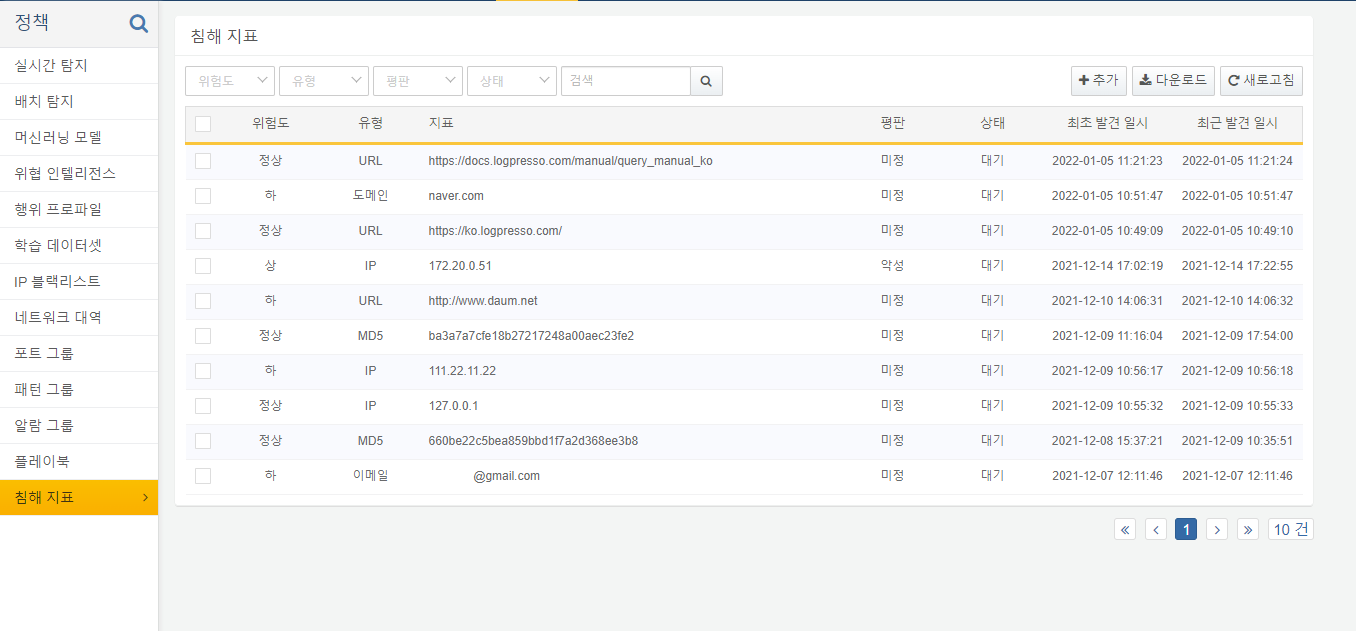 정책
실시간 탐지
배치 탐지
머신러닝 모델
위협 인텔리전스
행위 프로파일
학습 데이터셋
IP 블랙리스트
네트워크 대역
포트 그룹
패턴 그룹
알람 그룹
플레이북
침해 지표
침해 지표
위험도 유형 평판 상태 검색 추가 다운로드 새로고침
위험도 유형 지표 평판 상태 최초 발견 일시 최근 발견 일시
정상 URL https://docs.logpresso.com/manual/query_manual_ko 미정 대기 2022-01-05 11:21:23 2022-01-05 11:21:24
하 도메인 naver.com 미정 대기 2022-01-05 10:51:47 2022-01-05 10:51:47
정상 URL https://ko.logpresso.com/ 미정 대기 2022-01-05 10:49:09 2022-01-05 10:49:10
상 IP 172.20.0.51 악성 대기 2021-12-14 17:02:19 2021-12-14 17:22:55
하 URL http://www.daum.net 미정 대기 2021-12-10 14:06:31 2021-12-10 14:06:32
정상 MD5 ba3a7a7cfe18b27217248a00aec23fe2 미정 대기 2021-12-09 11:16:04 2021-12-09 17:54:00
하 IP 111.22.11.22 미정 대기 2021-12-09 10:56:17 2021-12-09 10:56:18
정상 IP 127.0.0.1 미정 대기 2021-12-09 10:55:32 2021-12-09 10:55:33
정상 MD5 660be22c5bea859bbd1f7a2d368ee3b8 미정 대기 2021-12-08 15:37:21 2021-12-09 10:35:51
하 이메일 @gmail.com 미정 대기 2021-12-07 12:11:46 2021-12-07 12:11:46
« ‹ 1 › » 10 건